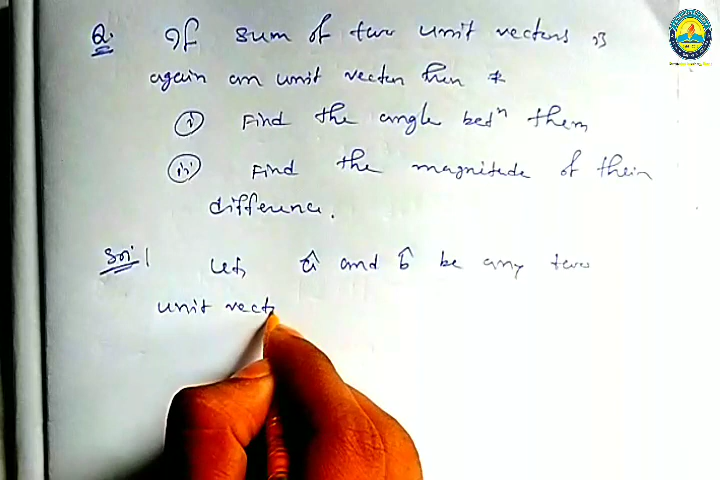 Q. If sum of two unit vectors is
again an unit vector then
(i) Find the angle betn them
(ii) Find the magnitude of their
difference.
Soln Let, â and b̂ be any two
unit vect